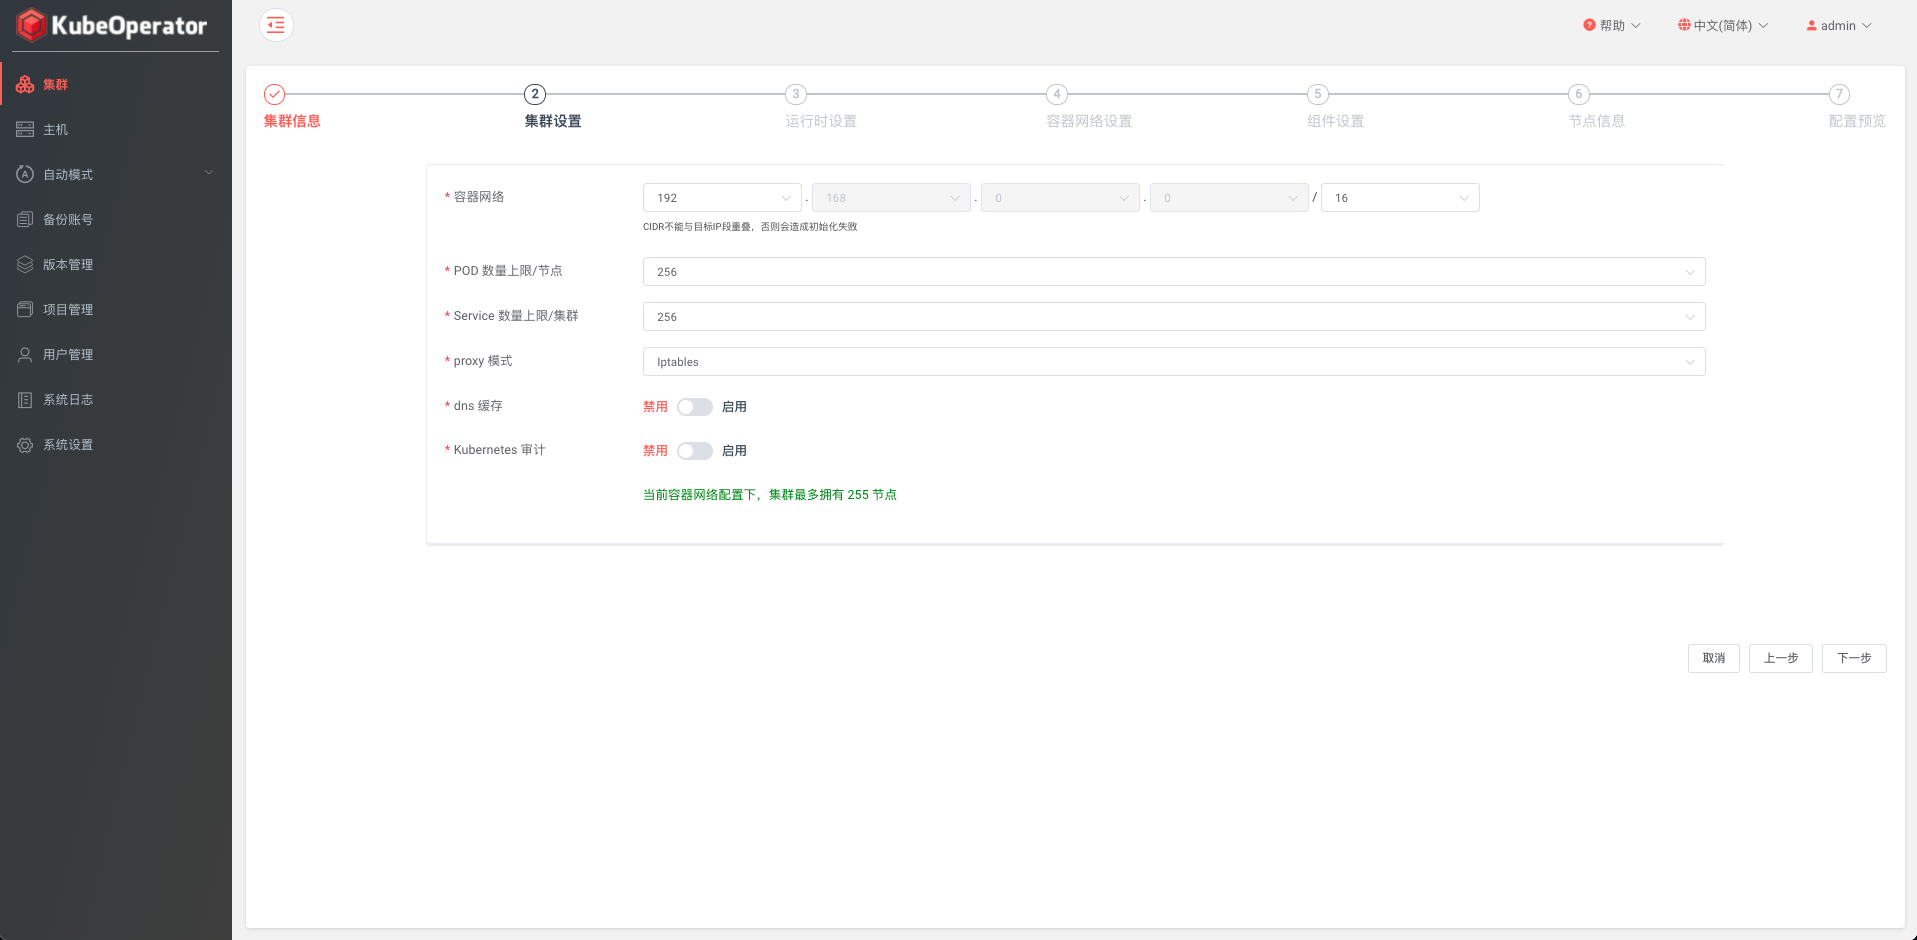 KubeOperator
帮助
中文(简体)
admin
集群
主机
自动模式
备份账号
版本管理
项目管理
用户管理
系统日志
系统设置
2
3
4
5
6
7
集群信息
集群设置
运行时设置
容器网络设置
组件设置
节点信息
配置预览
* 容器网络
192 . 168 . 0 . 0 / 16
CIDR不能与目标IP段重叠，否则会造成初始化失败
* POD 数量上限/节点
256
* Service 数量上限/集群
256
* proxy 模式
Iptables
* dns 缓存
禁用 启用
* Kubernetes 审计
禁用 启用
当前容器网络配置下，集群最多拥有 255 节点
取消
上一步
下一步